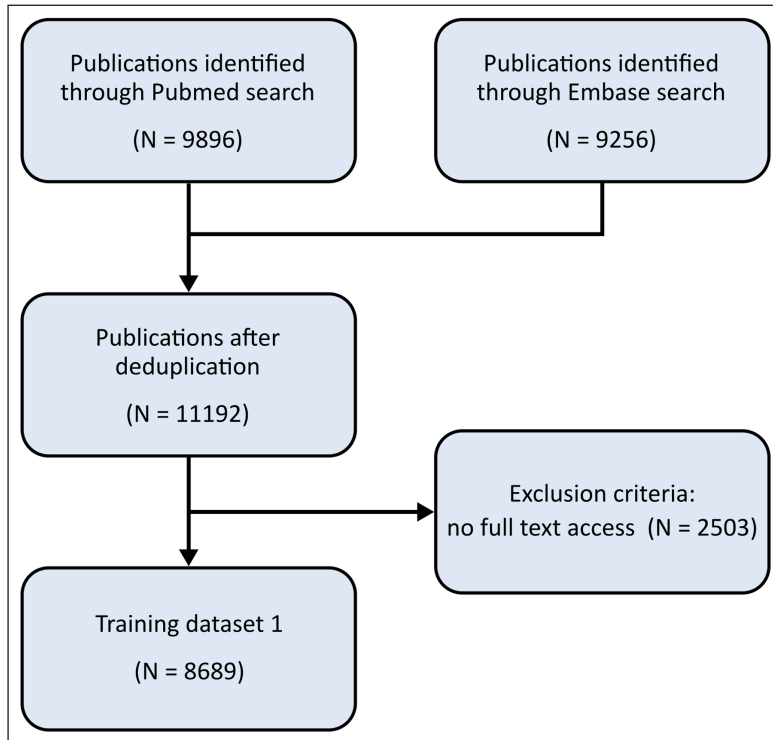 Publications identified
through Pubmed search
(N = 9896)
Publications identified
through Embase search
(N = 9256)
Publications after
deduplication
(N = 11192)
Exclusion criteria:
no full text access (N = 2503)
Training dataset 1
(N = 8689)